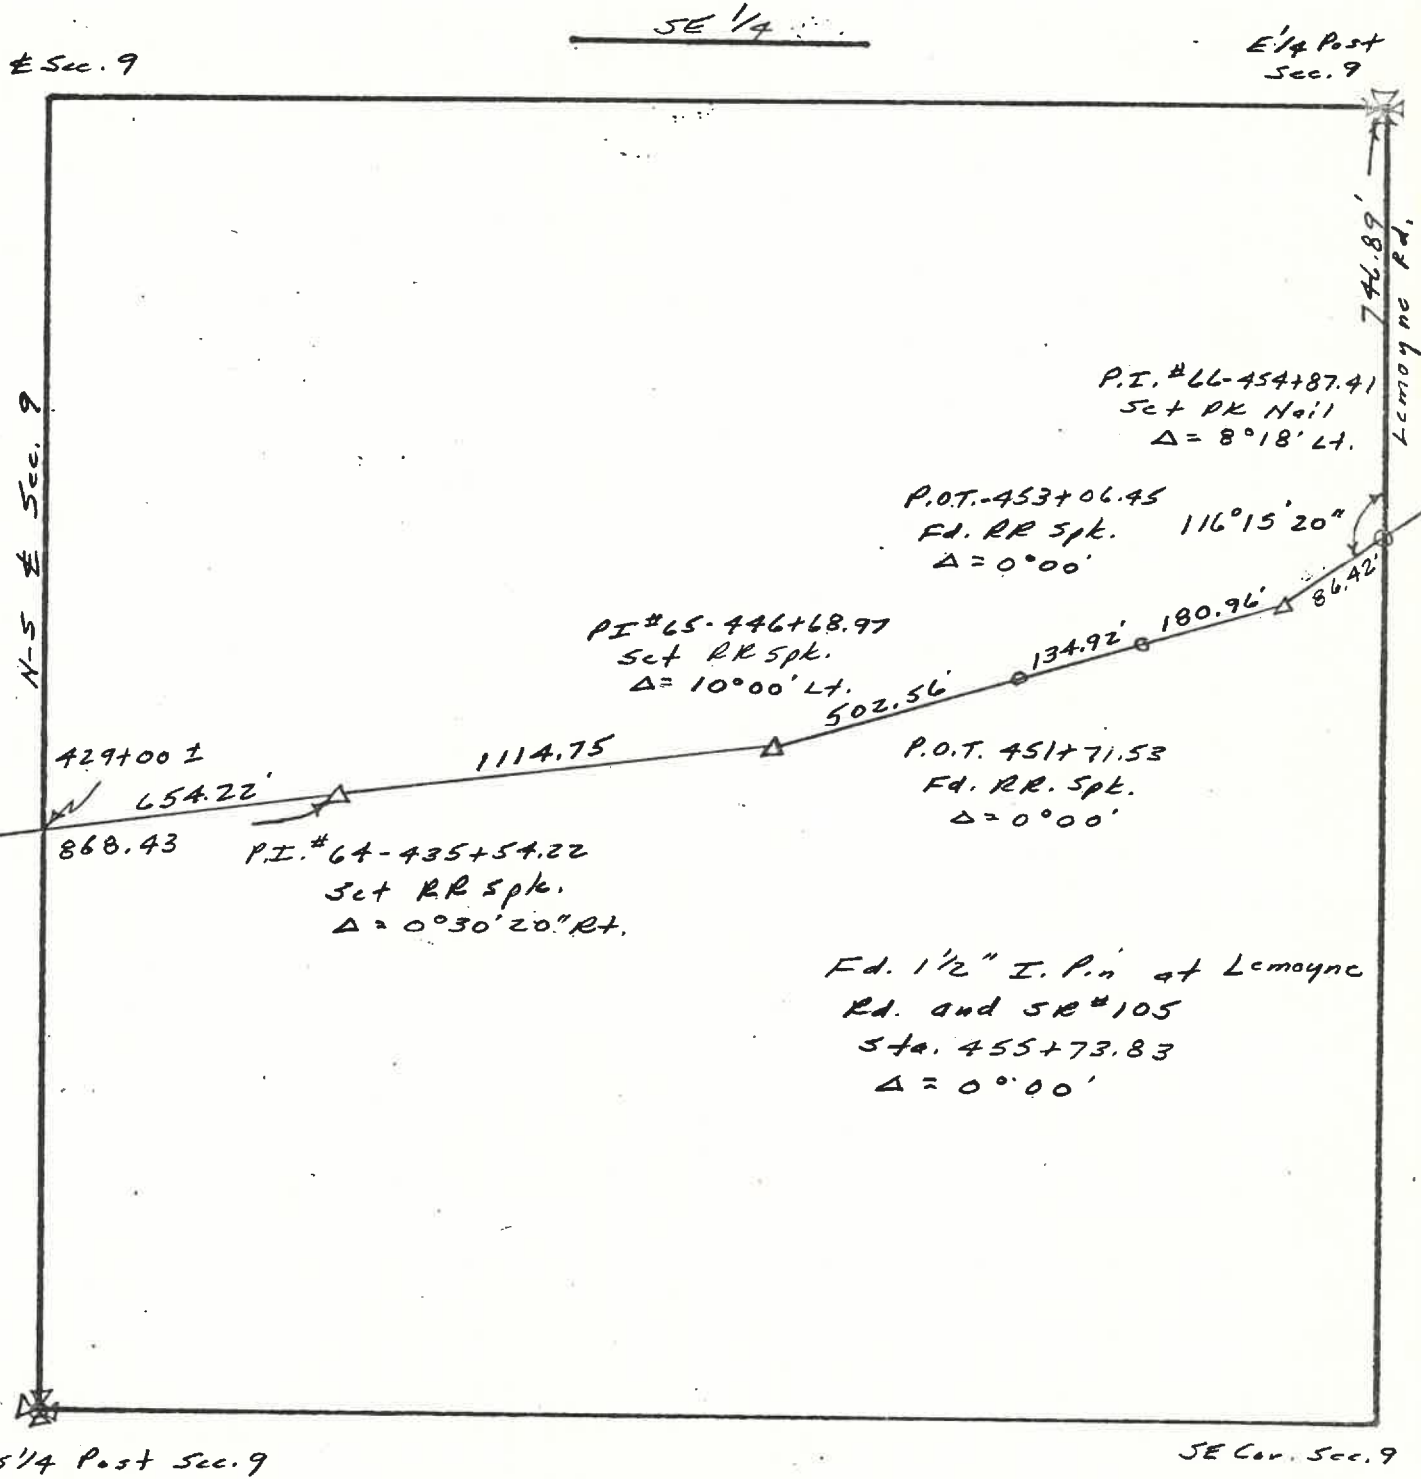 SE 1/4
℄ Sec. 9
E 1/4 Post
Sec. 9
746.89'
Lemoyne Rd.
N-S ℄ Sec. 9
P.I. #66-454+87.41
Set PK Nail
Δ = 8°18' Lt.
P.O.T.-453+06.45
Fd. RR Spk.
Δ = 0°00'
116°15'20"
86.42'
180.96'
134.92'
PI #65-446+68.97
Set RR Spk.
Δ = 10°00' Lt.
502.56'
1114.75
P.O.T. 451+71.53
Fd. RR. Spk.
Δ = 0°00'
429+00 ±
654.22'
868.43
P.I. #64-435+54.22
Set RR Spk.
Δ = 0°30'20" Rt.
Fd. 1 1/2" I. Pin at Lemoyne
Rd. and SR #105
Sta. 455+73.83
Δ = 0°00'
S 1/4 Post Sec. 9
SE Cor. Sec. 9